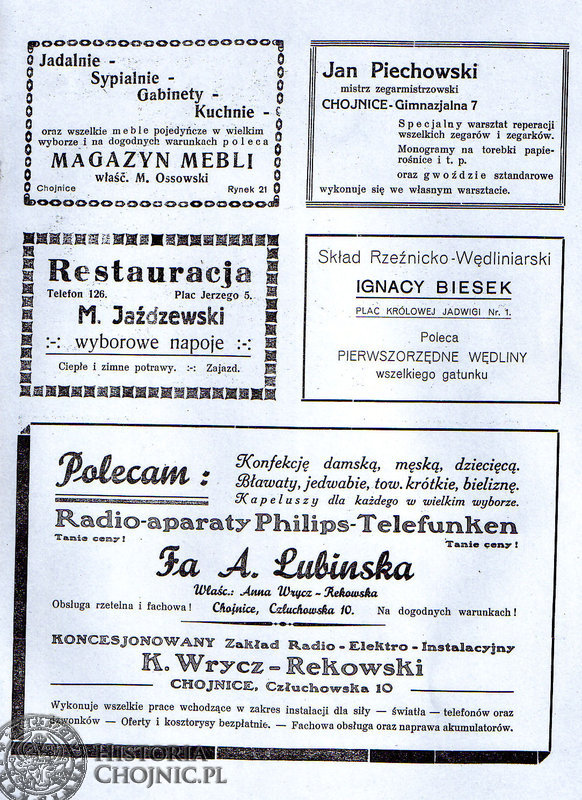 Jadalnie -
Sypialnie -
Gabinety -
Kuchnie -
oraz wszelkie meble pojedyńcze w wielkim
wyborze i na dogodnych warunkach poleca
MAGAZYN MEBLI
właść. M. Ossowski
Chojnice Rynek 21
Jan Piechowski
mistrz zegarmistrzowski
CHOJNICE - Gimnazjalna 7
Specjalny warsztat reperacji
wszelkich zegarów i zegarków.
Monogramy na torebki papie-
rośnice i t. p.
oraz gwoździe sztandarowe
wykonuje się we własnym warsztacie.
Restauracja
Telefon 126. Plac Jerzego 5.
M. Jażdzewski
:-: wyborowe napoje :-:
Ciepłe i zimne potrawy. :-: Zajazd.
Skład Rzeźnicko-Wędliniarski
IGNACY BIESEK
PLAC KRÓLOWEJ JADWIGI Nr. 1.
Poleca
PIERWSZORZĘDNE WĘDLINY
wszelkiego gatunku
Polecam :
Konfekcję damską, męską, dziecięcą.
Bławaty, jedwabie, tow. krótkie, bieliznę.
Kapeluszy dla każdego w wielkim wyborze.
Radio-aparaty Philips-Telefunken
Tanie ceny! Tanie ceny!
Fa A. Lubinska
Właśc.: Anna Wrycz - Rekowska
Obsługa rzetelna i fachowa! Chojnice, Człuchowska 10. Na dogodnych warunkach!
KONCESJONOWANY Zakład Radio - Elektro - Instalacyjny
K. Wrycz - Rekowski
CHOJNICE, Człuchowska 10
Wykonuje wszelkie prace wchodzące w zakres instalacji dla siły — światła — telefonów oraz
dzwonków — Oferty i kosztorysy bezpłatnie. — Fachowa obsługa oraz naprawa akumulatorów.
HISTORIA
CHOJNIC.PL